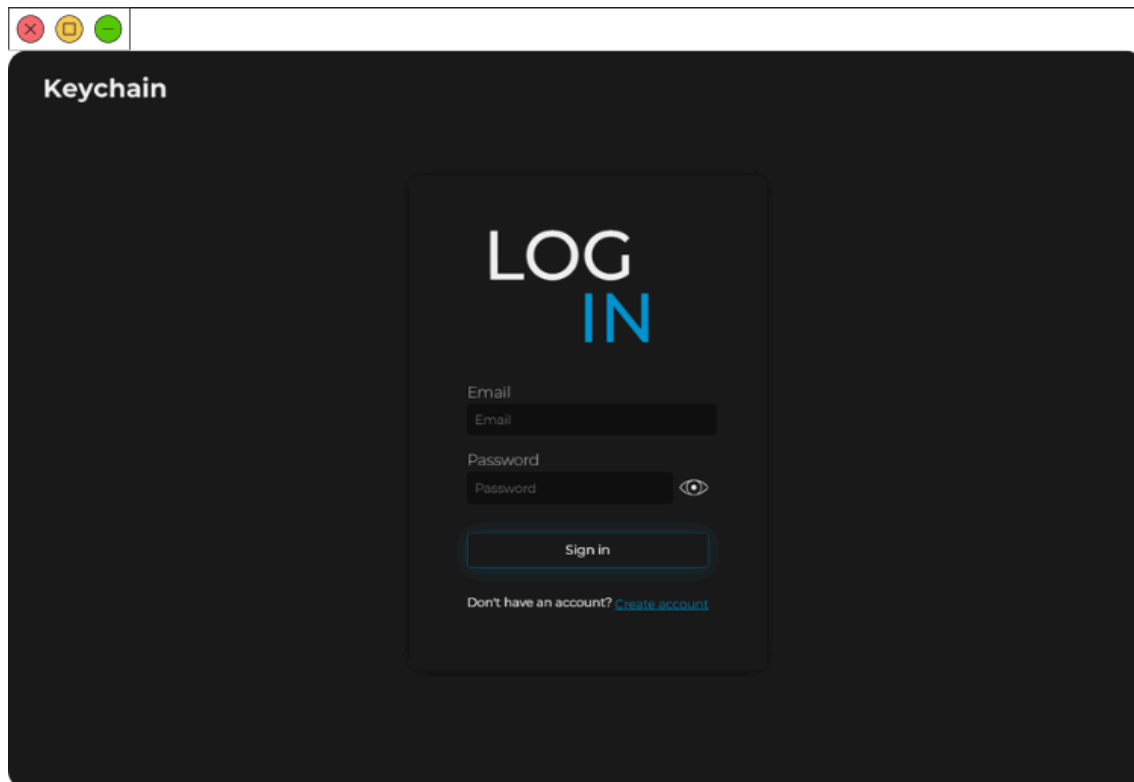 Keychain
LOG
IN
Email
Email
Password
Password
Sign in
Don't have an account? Create account